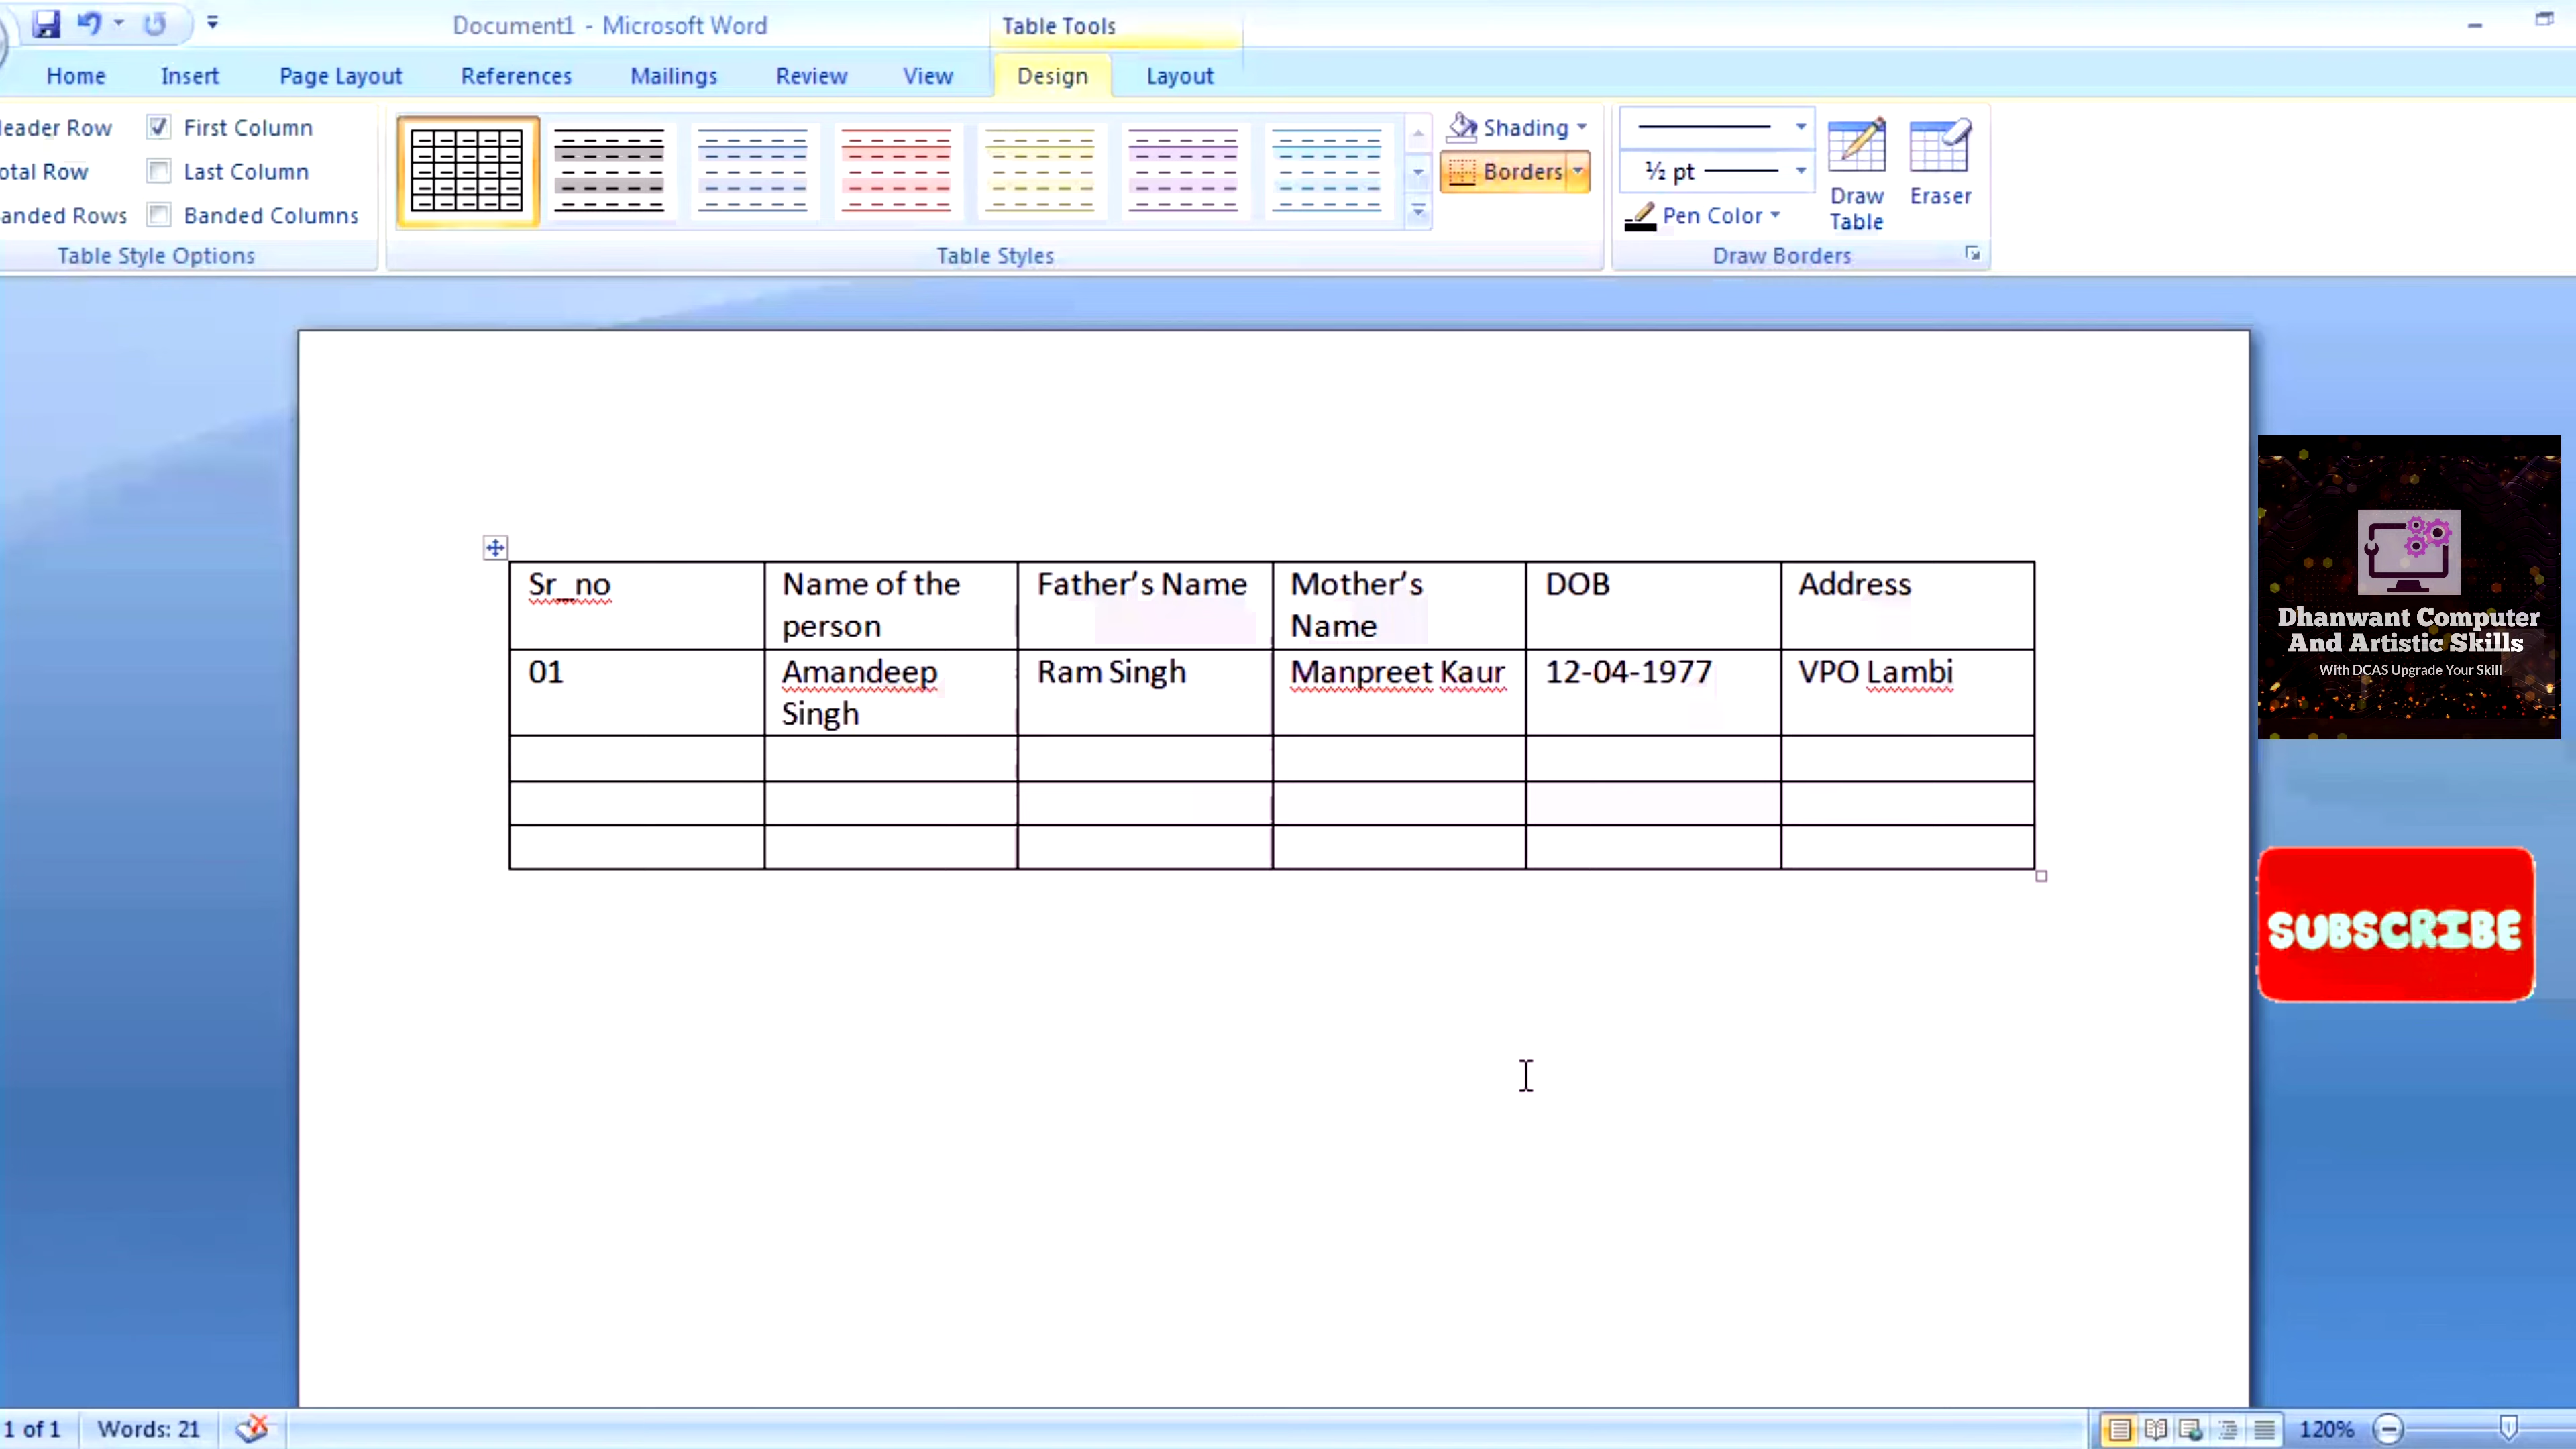 Document1 - Microsoft Word
Table Tools
Home Insert Page Layout References Mailings Review View Design Layout
eader Row
First Column
otal Row
Last Column
anded Rows
Banded Columns
Table Style Options
Table Styles
Shading
Borders
½ pt
Pen Color
Draw
Table
Eraser
Draw Borders
Sr_no
Name of the
person
Father's Name
Mother's
Name
DOB
Address
01
Amandeep
Singh
Ram Singh
Manpreet Kaur
12-04-1977
VPO Lambi
Dhanwant Computer
And Artistic Skills
With DCAS Upgrade Your Skill
SUBSCRIBE
1 of 1
Words: 21
120%